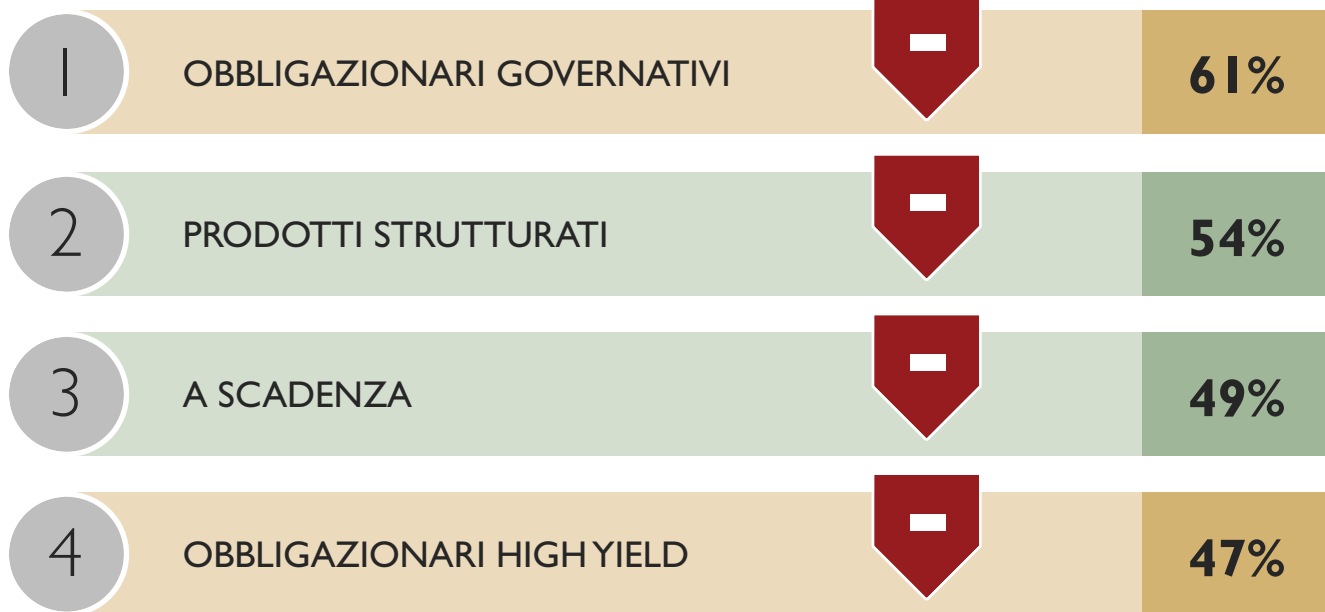 1 OBBLIGAZIONARI GOVERNATIVI - 61%
2 PRODOTTI STRUTTURATI - 54%
3 A SCADENZA - 49%
4 OBBLIGAZIONARI HIGH YIELD - 47%